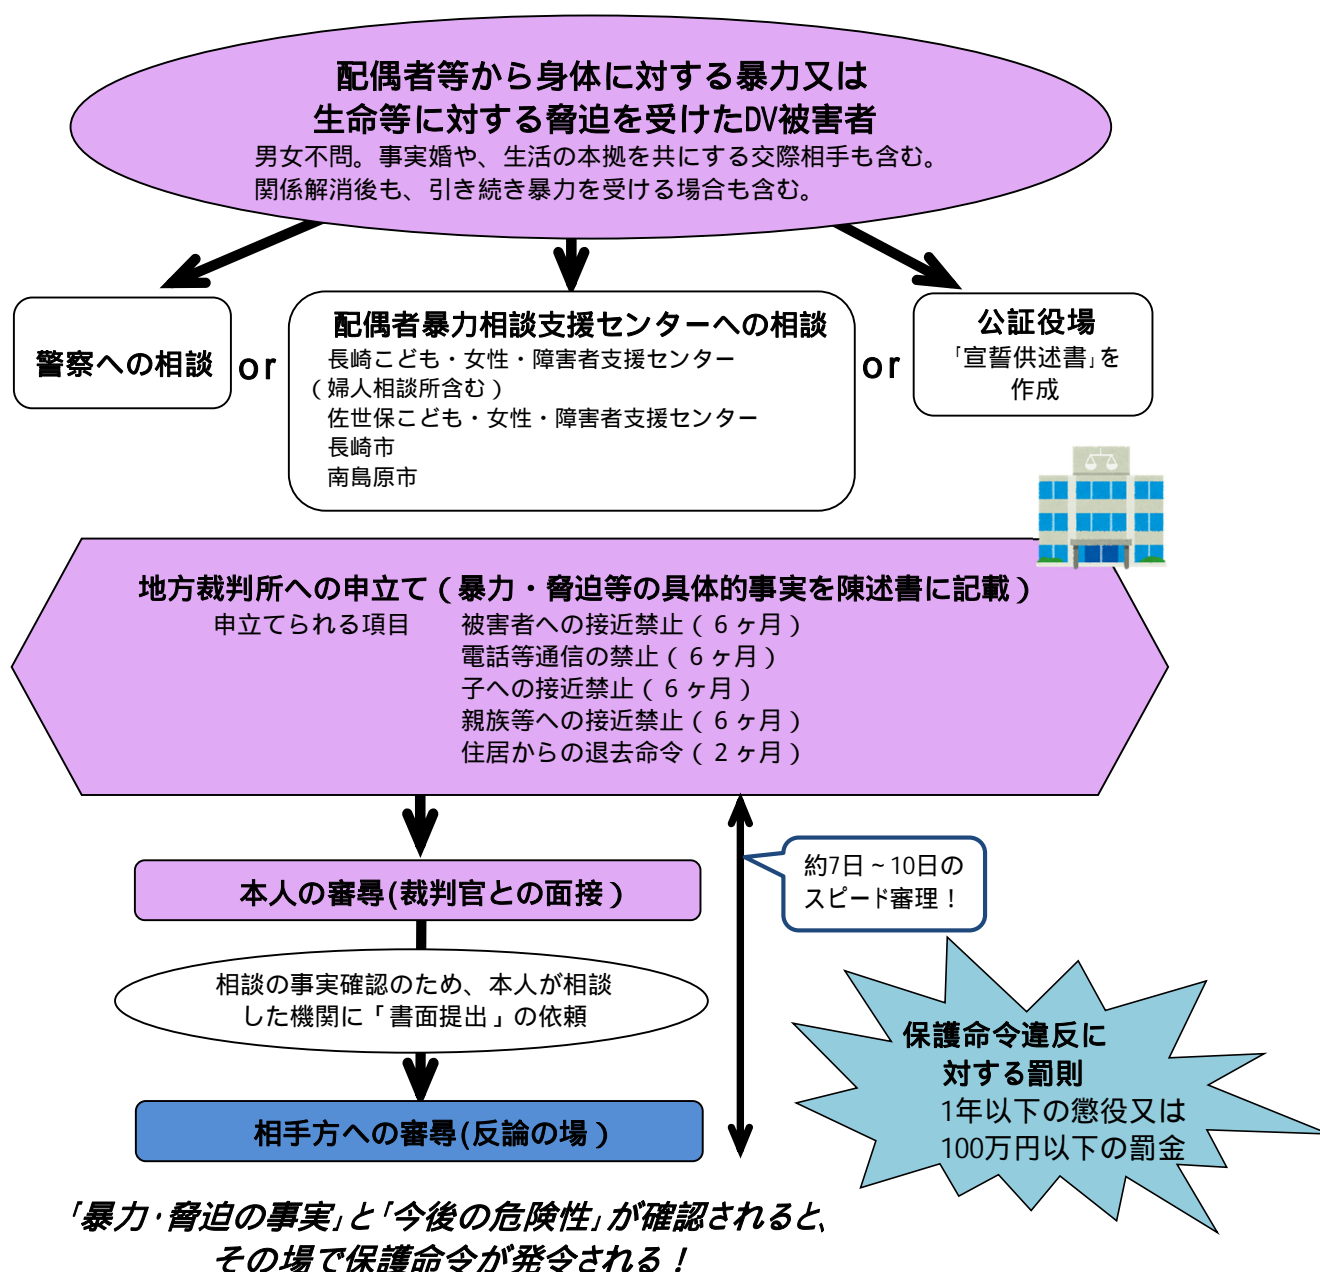 配偶者等から身体に対する暴力又は
生命等に対する脅迫を受けたDV被害者
男女不問。事実婚や、生活の本拠を共にする交際相手も含む。
関係解消後も、引き続き暴力を受ける場合も含む。
警察への相談
or
配偶者暴力相談支援センターへの相談
長崎こども・女性・障害者支援センター
（婦人相談所含む）
佐世保こども・女性・障害者支援センター
長崎市
南島原市
or
公証役場
「宣誓供述書」を
作成
地方裁判所への申立て（暴力・脅迫等の具体的事実を陳述書に記載）
申立てられる項目　被害者への接近禁止（６ヶ月）
電話等通信の禁止（６ヶ月）
子への接近禁止（６ヶ月）
親族等への接近禁止（６ヶ月）
住居からの退去命令（２ヶ月）
本人の審尋(裁判官との面接）
約7日～10日の
スピード審理！
相談の事実確認のため、本人が相談
した機関に「書面提出」の依頼
相手方への審尋(反論の場）
保護命令違反に
対する罰則
1年以下の懲役又は
100万円以下の罰金
「暴力・脅迫の事実」と「今後の危険性」が確認されると、
その場で保護命令が発令される！